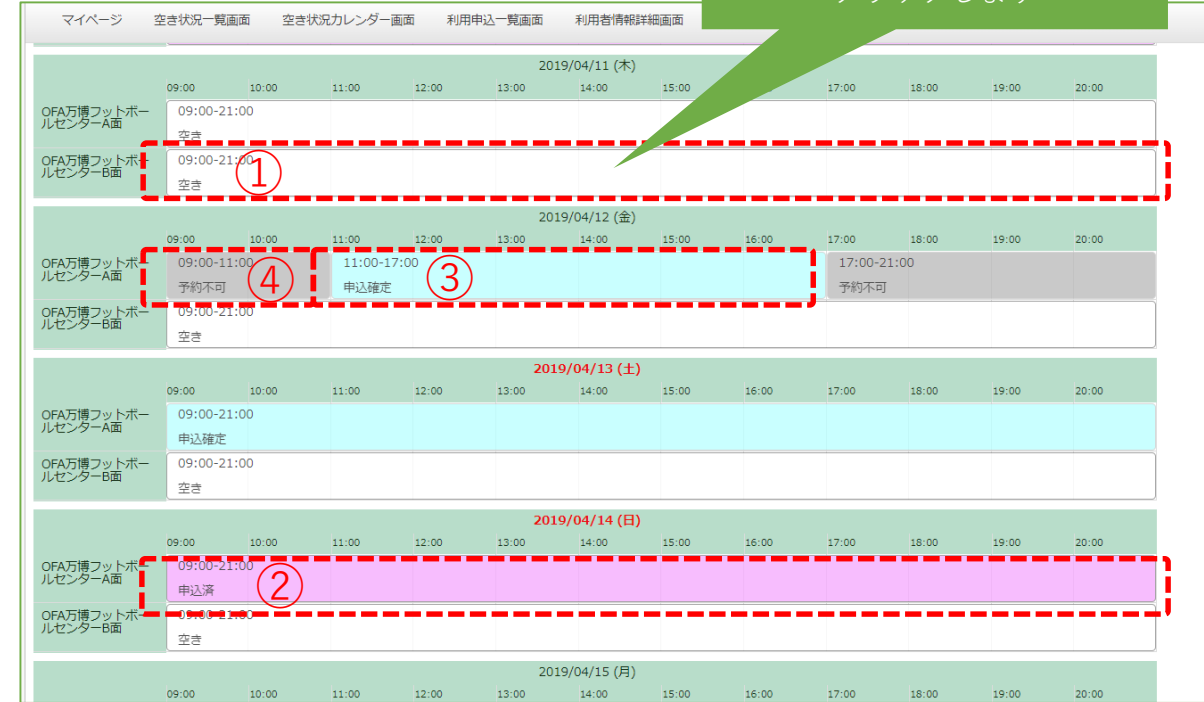 マイページ 空き状況一覧画面 空き状況カレンダー画面 利用申込一覧画面 利用者情報詳細画面
2019/04/11 (木)
09:00 10:00 11:00 12:00 13:00 14:00 15:00 17:00 18:00 19:00 20:00
OFA万博フットボー
ルセンターA面
09:00-21:00
空き
OFA万博フットボー
ルセンターB面
09:00-21:00
空き
①
2019/04/12 (金)
09:00 10:00 11:00 12:00 13:00 14:00 15:00 16:00 17:00 18:00 19:00 20:00
OFA万博フットボー
ルセンターA面
09:00-11:00
予約不可
④
11:00-17:00
申込確定
③
17:00-21:00
予約不可
OFA万博フットボー
ルセンターB面
09:00-21:00
空き
2019/04/13 (土)
09:00 10:00 11:00 12:00 13:00 14:00 15:00 16:00 17:00 18:00 19:00 20:00
OFA万博フットボー
ルセンターA面
09:00-21:00
申込確定
OFA万博フットボー
ルセンターB面
09:00-21:00
空き
2019/04/14 (日)
09:00 10:00 11:00 12:00 13:00 14:00 15:00 16:00 17:00 18:00 19:00 20:00
OFA万博フットボー
ルセンターA面
09:00-21:00
申込済
②
OFA万博フットボー
ルセンターB面
09:00-21:00
空き
2019/04/15 (月)
09:00 10:00 11:00 12:00 13:00 14:00 15:00 16:00 17:00 18:00 19:00 20:00